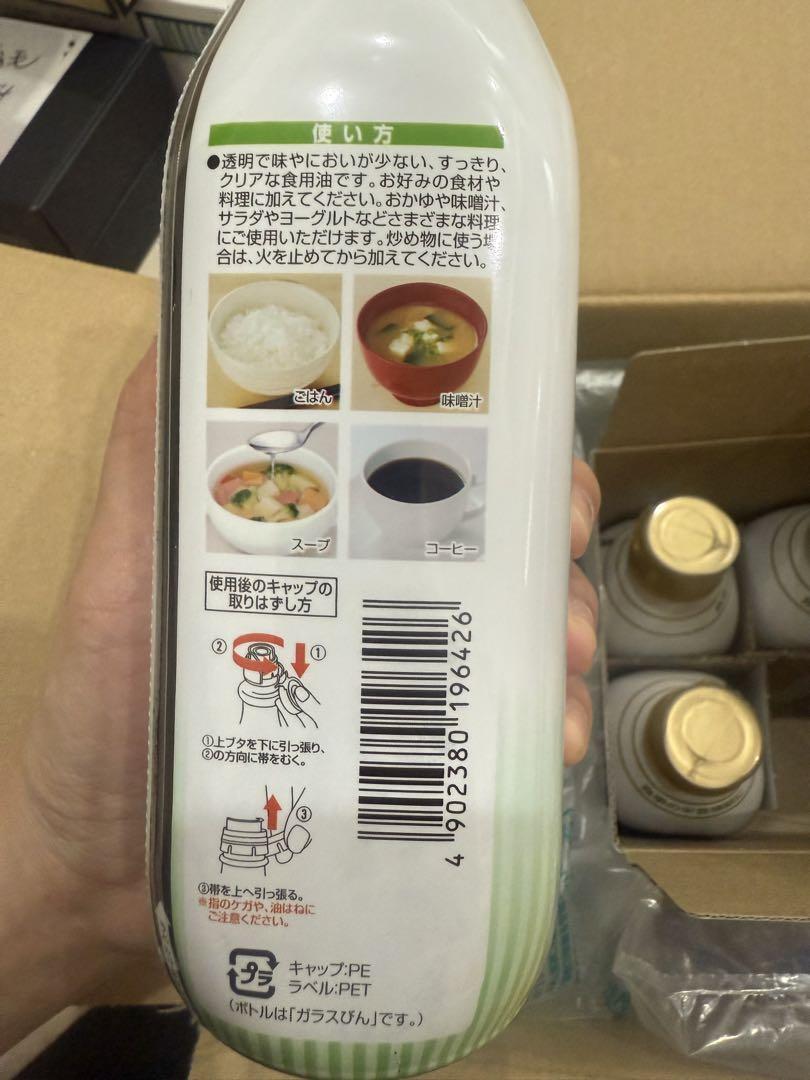 使い方
●透明で味やにおいが少ない、すっきり、
クリアな食用油です。お好みの食材や
料理に加えてください。おかゆや味噌汁、
サラダやヨーグルトなどさまざまな料理
にご使用いただけます。炒め物に使う場
合は、火を止めてから加えてください。
ごはん
味噌汁
スープ
コーヒー
使用後のキャップの
取りはずし方
② ①
①上ブタを下に引っ張り、
②の方向に帯をむく。
③
③帯を上へ引っ張る。
※指のケガや、油はねに
ご注意ください。
4 902380 196426
プラ
キャップ:PE
ラベル:PET
(ボトルは「ガラスびん」です。)